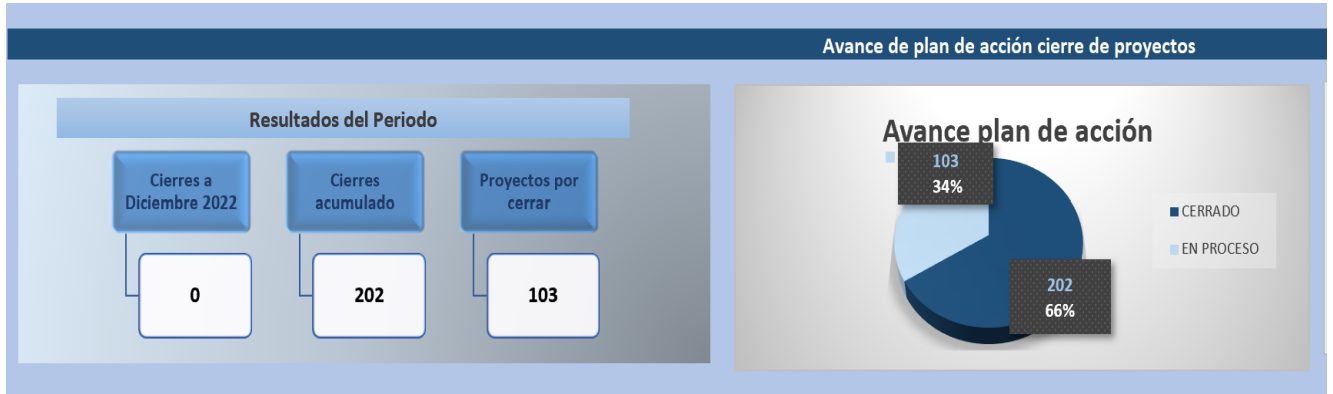 Avance de plan de acción cierre de proyectos
Resultados del Periodo
Cierres a
Diciembre 2022
Cierres
acumulado
Proyectos por
cerrar
0
202
103
Avance plan de acción
103
34%
202
66%
CERRADO
EN PROCESO